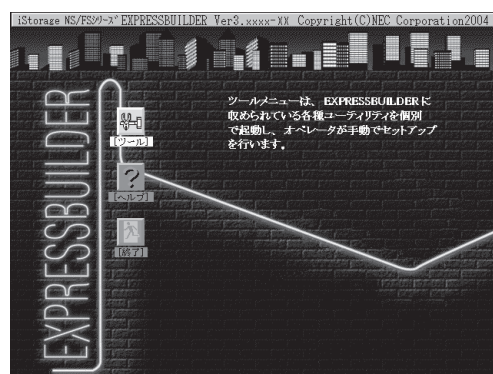 iStorage NS/FSｼﾘｰｽﾞ EXPRESSBUILDER Ver3.xxxx-XX Copyright(C)NEC Corporation2004
EXPRESSBUILDER
ツールメニューは、EXPRESSBUILDERに
収められている各種ユーティリティを個別
で起動し、オペレータが手動でセットアップ
を行います。
[ツール]
[ヘルプ]
[終了]